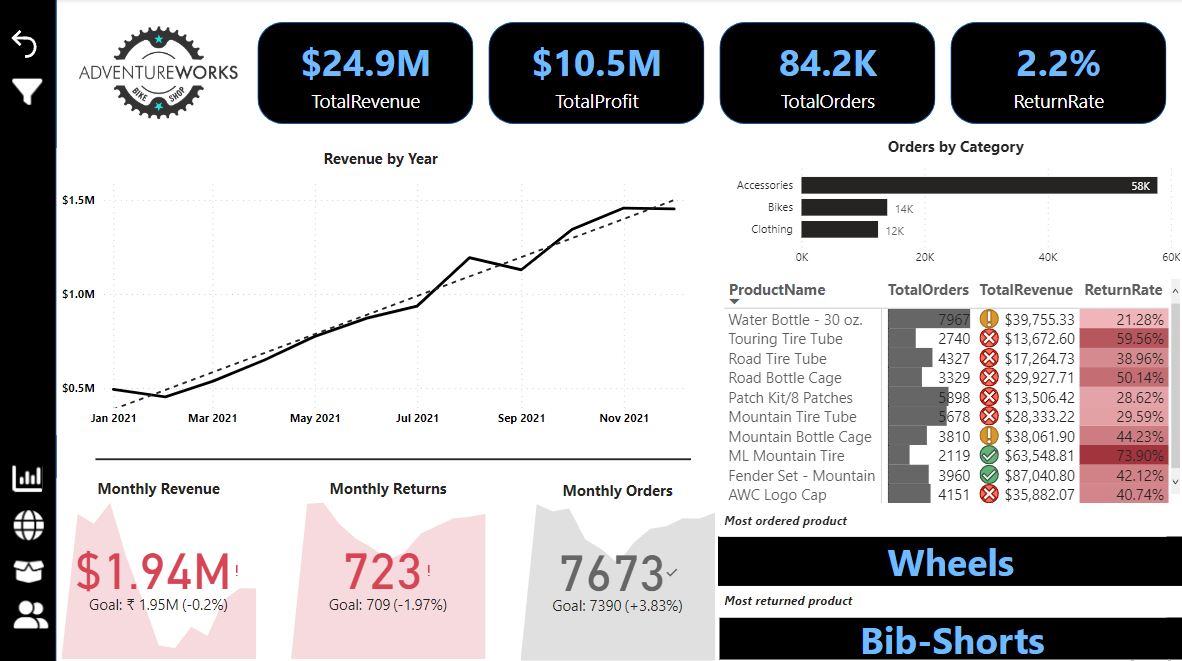 ADVENTUREWORKS
BIKE SHOP
$24.9M
TotalRevenue
$10.5M
TotalProfit
84.2K
TotalOrders
2.2%
ReturnRate
Revenue by Year
$1.5M
$1.0M
$0.5M
Jan 2021 Mar 2021 May 2021 Jul 2021 Sep 2021 Nov 2021
Orders by Category
Accessories 58K
Bikes 14K
Clothing 12K
0K 20K 40K 60K
ProductName TotalOrders TotalRevenue ReturnRate
Water Bottle - 30 oz. 7967 $39,755.33 21.28%
Touring Tire Tube 2740 $13,672.60 59.56%
Road Tire Tube 4327 $17,264.73 38.96%
Road Bottle Cage 3329 $29,927.71 50.14%
Patch Kit/8 Patches 5898 $13,506.42 28.62%
Mountain Tire Tube 5678 $28,333.22 29.59%
Mountain Bottle Cage 3810 $38,061.90 44.23%
ML Mountain Tire 2119 $63,548.81 73.90%
Fender Set - Mountain 3960 $87,040.80 42.12%
AWC Logo Cap 4151 $35,882.07 40.74%
Monthly Revenue
$1.94M!
Goal: ₹ 1.95M (-0.2%)
Monthly Returns
723!
Goal: 709 (-1.97%)
Monthly Orders
7673
Goal: 7390 (+3.83%)
Most ordered product
Wheels
Most returned product
Bib-Shorts